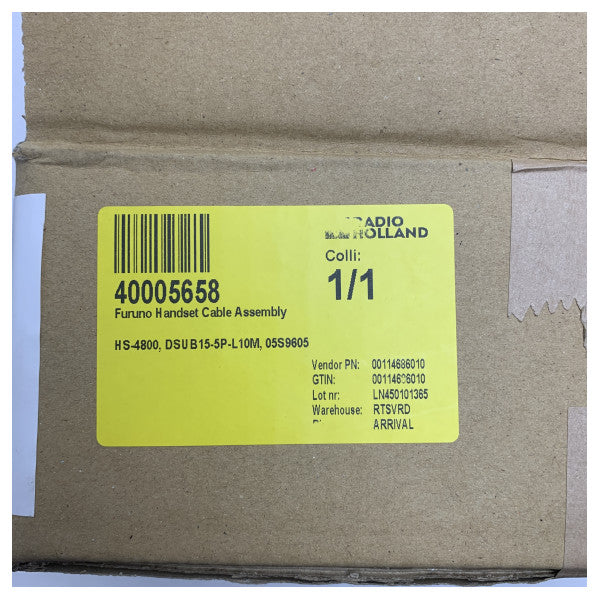 RADIO
HOLLAND
Colli:
1/1
40005658
Furuno Handset Cable Assembly
HS-4800, DSUB15-5P-L10M, 05S9605
Vendor PN: 00114686010
GTIN: 00114686010
Lot nr: LN450101365
Warehouse: RTSVRD
ARRIVAL